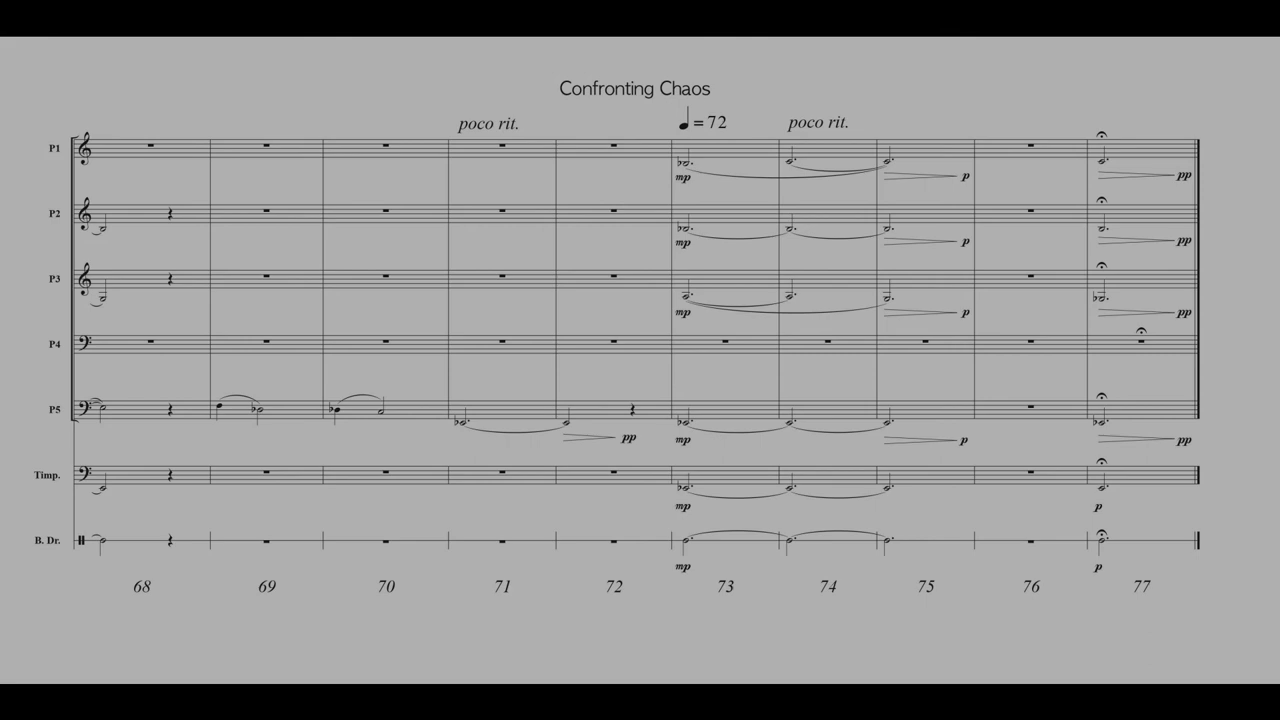 Confronting Chaos
poco rit. = 72 poco rit.
P1
mp p pp
P2
mp p pp
P3
mp p pp
P4
P5
pp mp p pp
Timp.
mp p
B. Dr.
mp p
68 69 70 71 72 73 74 75 76 77